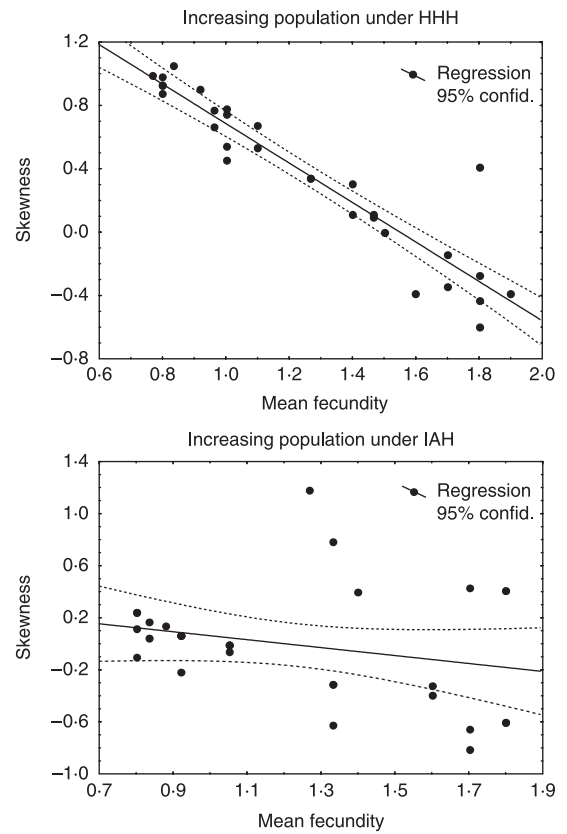 Increasing population under HHH
1·2
0·8
0·4
0·0
−0·4
−0·8
Skewness
Regression
95% confid.
0·6 0·8 1·0 1·2 1·4 1·6 1·8 2·0
Mean fecundity
Increasing population under IAH
1·4
1·0
0·6
0·2
−0·2
−0·6
−1·0
Skewness
Regression
95% confid.
0·7 0·9 1·1 1·3 1·5 1·7 1·9
Mean fecundity